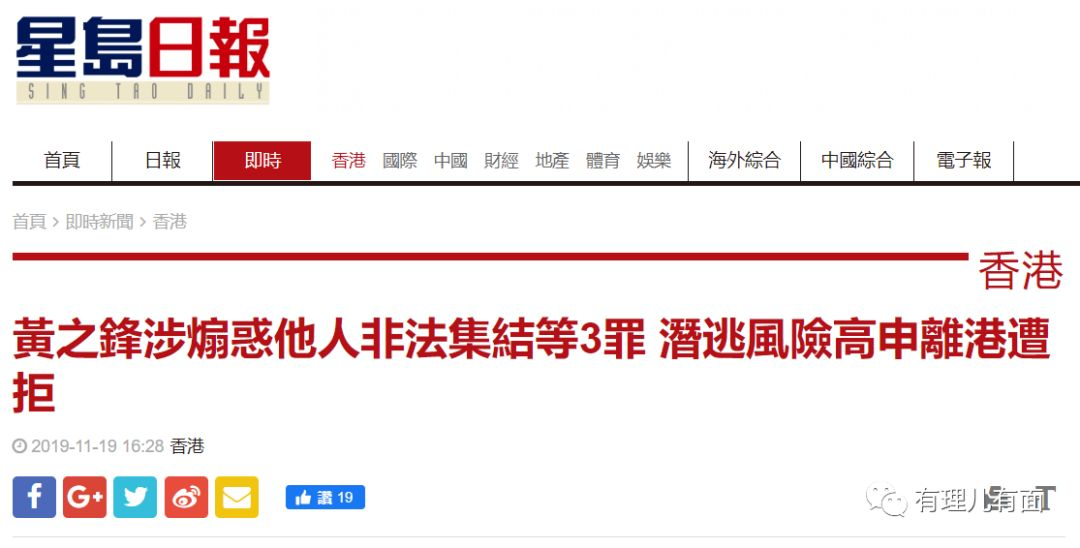 星島日報
SING TAO DAILY
首頁 日報 即時 香港 國際 中國 財經 地產 體育 娛樂 海外綜合 中國綜合 電子報
首頁 > 即時新聞 > 香港
香港
黃之鋒涉煽惑他人非法集結等3罪 潛逃風險高申離港遭
拒
2019-11-19 16:28 香港
f G+ 讚 19
有理儿有面
T